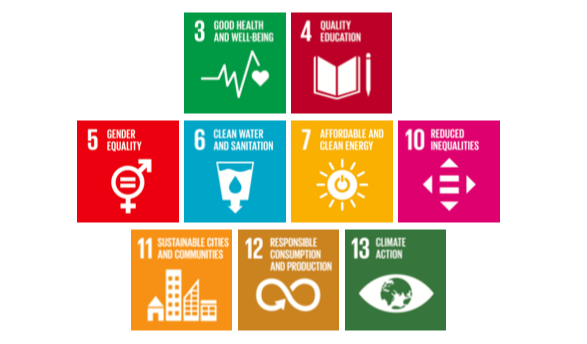 3 GOOD HEALTH
AND WELL-BEING
4 QUALITY
EDUCATION
5 GENDER
EQUALITY
6 CLEAN WATER
AND SANITATION
7 AFFORDABLE AND
CLEAN ENERGY
10 REDUCED
INEQUALITIES
11 SUSTAINABLE CITIES
AND COMMUNITIES
12 RESPONSIBLE
CONSUMPTION
AND PRODUCTION
13 CLIMATE
ACTION